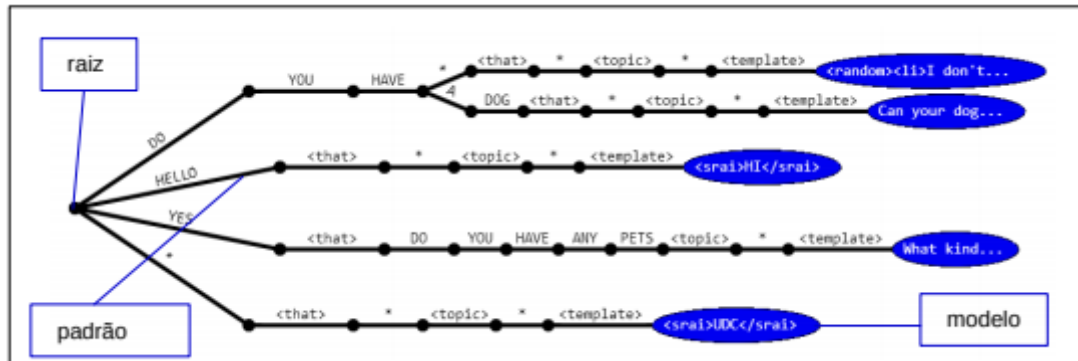 raiz
YOU HAVE * <that> * <topic> * <template> <random><li>I don't...
A DOG <that> * <topic> * <template> Can your dog...
DO
HELLO <that> * <topic> * <template> <srai>HI</srai>
YES <that> DO YOU HAVE ANY PETS <topic> * <template> What kind...
* <that> * <topic> * <template> <srai>UDC</srai>
padrão
modelo